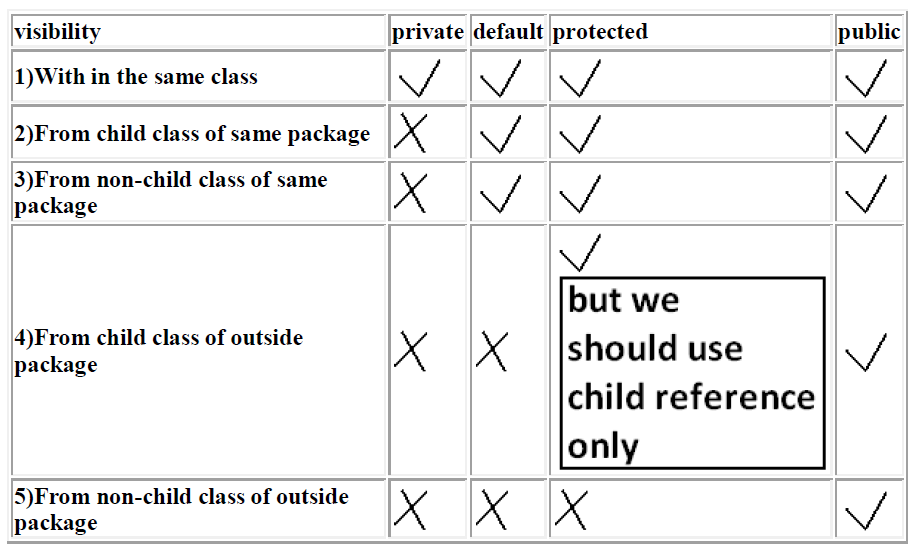 visibility private default protected public
1)With in the same class
2)From child class of same package
3)From non-child class of same
package
4)From child class of outside
package
but we
should use
child reference
only
5)From non-child class of outside
package